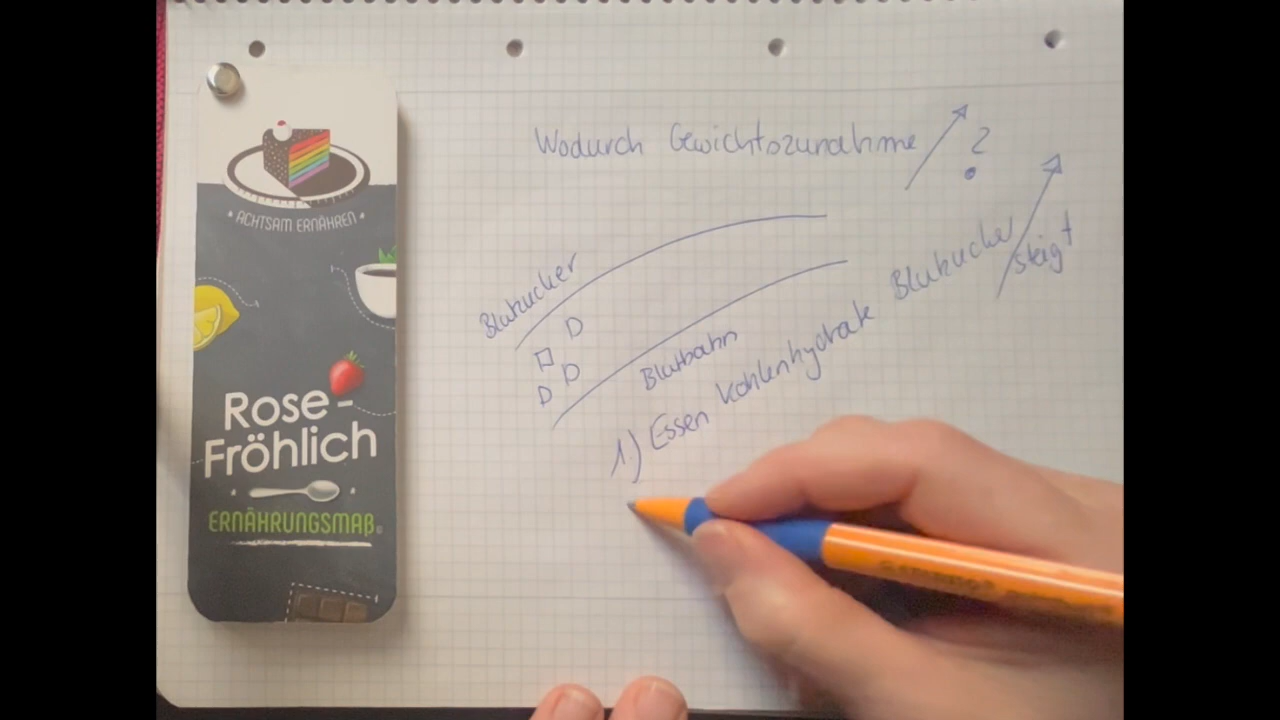 ACHTSAM ERNÄHREN
Rose-
Fröhlich
ERNÄHRUNGSMAß©
Wodurch Gewichtszunahme ?
Blutzucker
Blutbahn
1.) Essen Kohlenhydrate Blutzucker steigt